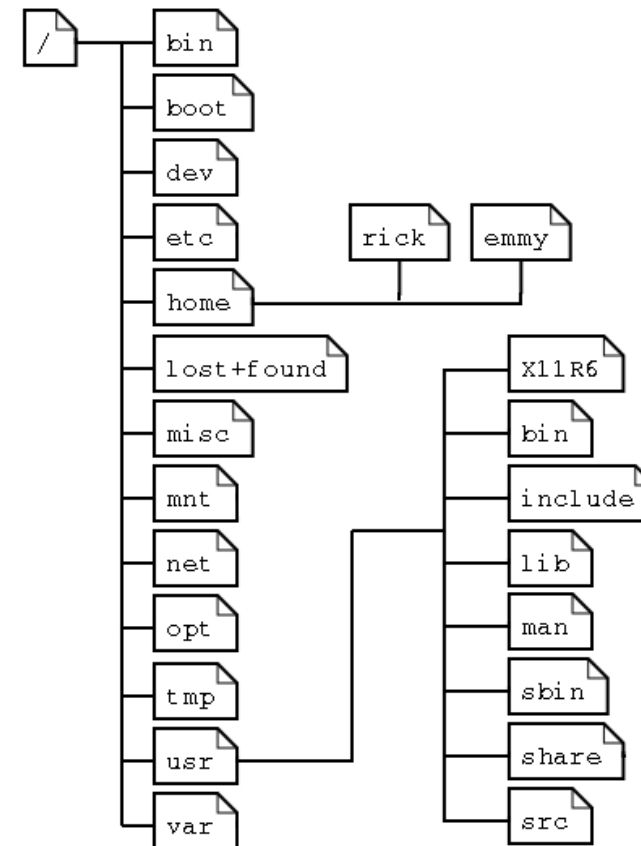 /
bin
boot
dev
etc
rick
emmy
home
lost+found
misc
mnt
net
opt
tmp
usr
var
X11R6
bin
include
lib
man
sbin
share
src